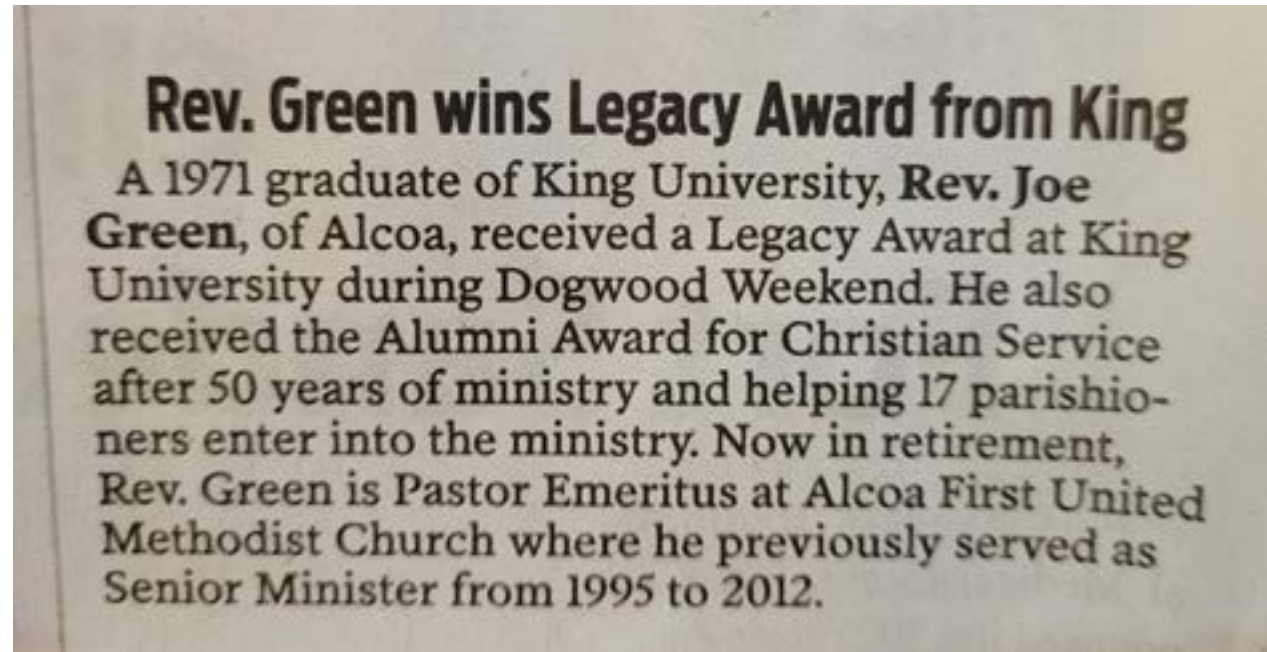 Rev. Green wins Legacy Award from King
A 1971 graduate of King University, Rev. Joe
Green, of Alcoa, received a Legacy Award at King
University during Dogwood Weekend. He also
received the Alumni Award for Christian Service
after 50 years of ministry and helping 17 parishio-
ners enter into the ministry. Now in retirement,
Rev. Green is Pastor Emeritus at Alcoa First United
Methodist Church where he previously served as
Senior Minister from 1995 to 2012.